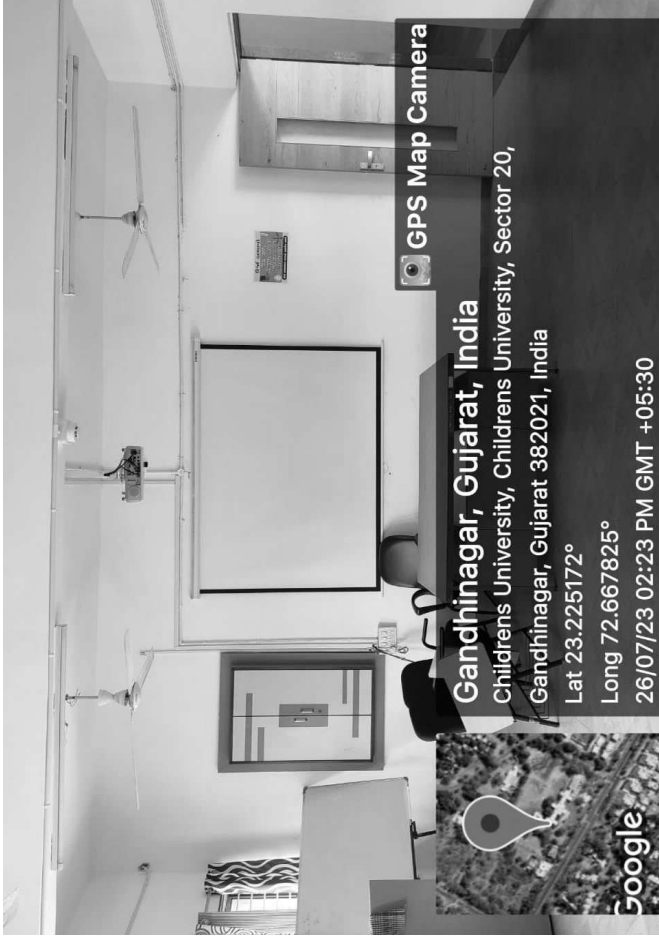 GPS Map Camera
Gandhinagar, Gujarat, India
Childrens University, Childrens University, Sector 20,
Gandhinagar, Gujarat 382021, India
Lat 23.225172°
Long 72.667825°
26/07/23 02:23 PM GMT +05:30
Google